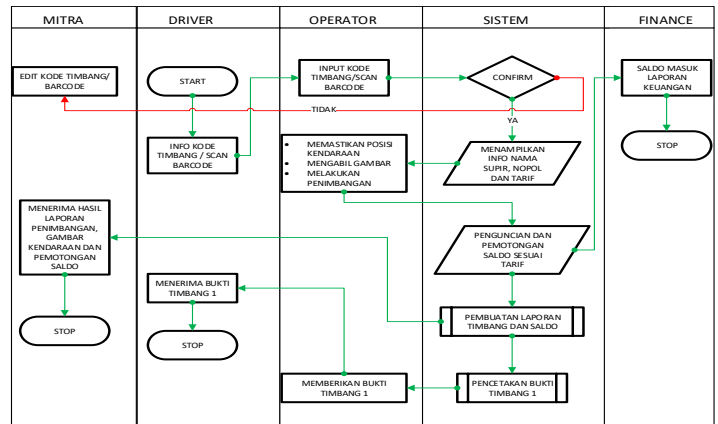 MITRA
DRIVER
OPERATOR
SISTEM
FINANCE
EDIT KODE TIMBANG/
BARCODE
START
INPUT KODE
TIMBANG/SCAN
BARCODE
CONFIRM
SALDO MASUK
LAPORAN
KEUANGAN
TIDAK
YA
STOP
INFO KODE
TIMBANG / SCAN
BARCODE
• MEMASTIKAN POSISI
KENDARAAN
• MENGABIL GAMBAR
• MELAKUKAN
PENIMBANGAN
MENAMPILKAN
INFO NAMA
SUPIR, NOPOL
DAN TARIF
MENERIMA HASIL
LAPORAN
PENIMBANGAN,
GAMBAR
KENDARAAN DAN
PEMOTONGAN
SALDO
PENGUNCIAN DAN
PEMOTONGAN
SALDO SESUAI
TARIF
MENERIMA BUKTI
TIMBANG 1
STOP
STOP
PEMBUATAN LAPORAN
TIMBANG DAN SALDO
MEMBERIKAN BUKTI
TIMBANG 1
PENCETAKAN BUKTI
TIMBANG 1